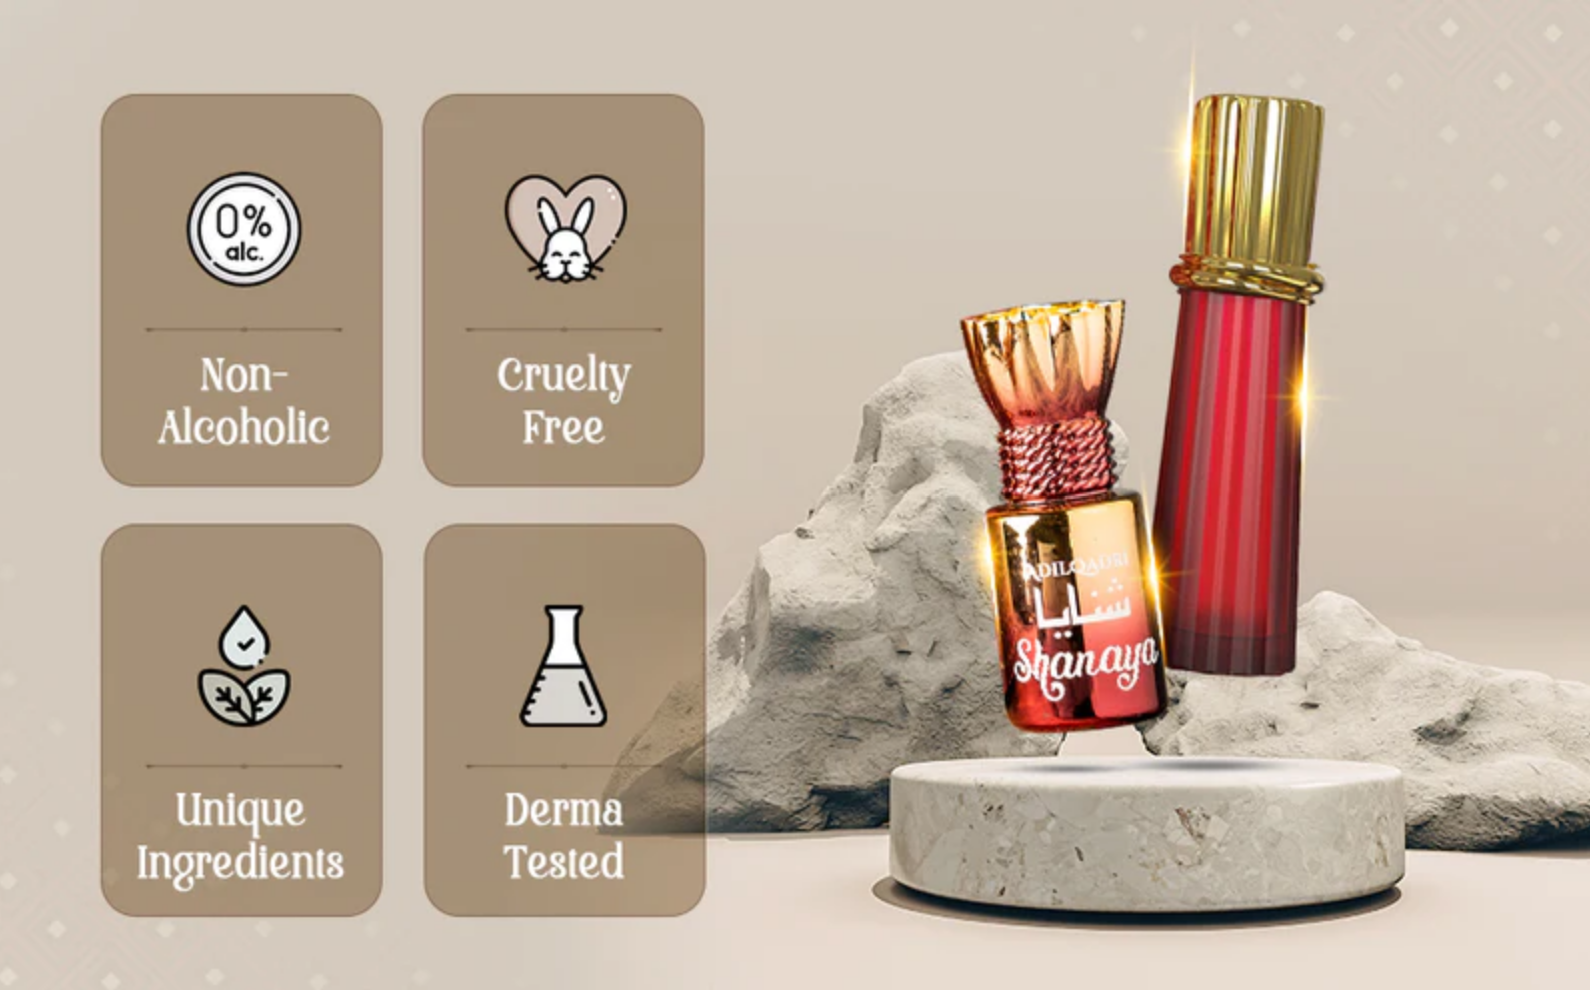 0%
alc.
Non-
Alcoholic
Cruelty
Free
Unique
Ingredients
Derma
Tested
ADILQADRI
شنايا
Shanaya